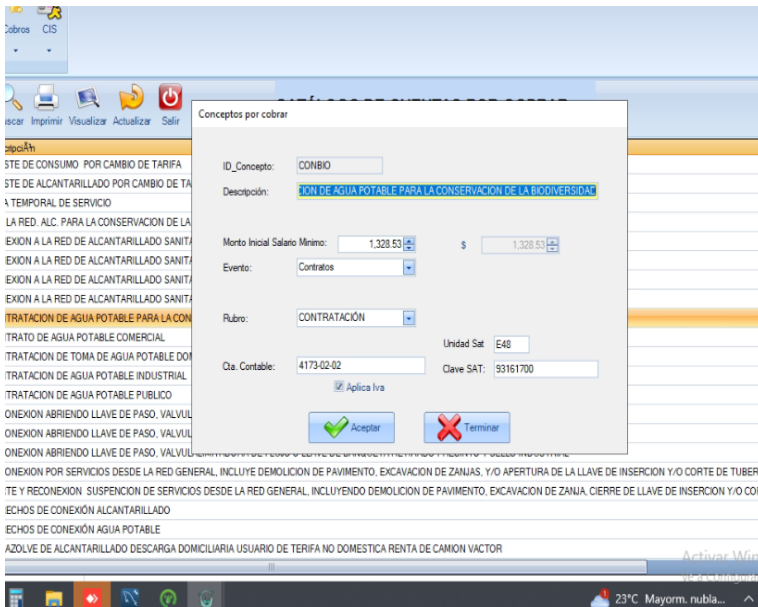 Cobros CIS
Imprimir Visualizar Actualizar Salir
Conceptos por cobrar
STE DE CONSUMO POR CAMBIO DE TARIFA
ID_Concepto: CONBIO
STE DE ALCANTARILLADO POR CAMBIO DE TA
Descripción: CION DE AGUA POTABLE PARA LA CONSERVACION DE LA BIODIVERSIDAD
A TEMPORAL DE SERVICIO
LA RED. ALC. PARA LA CONSERVACION DE LA
EXION A LA RED DE ALCANTARILLADO SANITA
Monto Inicial Salario Minimo: 1,328.53 $ 1,328.53
EXION A LA RED DE ALCANTARILLADO SANITA
Evento: Contratos
EXION A LA RED DE ALCANTARILLADO SANITA
EXION A LA RED DE ALCANTARILLADO SANITA
TRATACION DE AGUA POTABLE PARA LA CON
Rubro: CONTRATACIÓN
TRATO DE AGUA POTABLE COMERCIAL
Unidad Sat E48
TRATACION DE TOMA DE AGUA POTABLE DOM
Cta. Contable: 4173-02-02 Clave SAT: 93161700
TRATACION DE AGUA POTABLE INDUSTRIAL
Aplica Iva
TRATACION DE AGUA POTABLE PUBLICO
ONEXION ABRIENDO LLAVE DE PASO, VALVUL
Aceptar Terminar
ONEXION ABRIENDO LLAVE DE PASO, VALVUL
ONEXION ABRIENDO LLAVE DE PASO, VALVUL
ONEXION POR SERVICIOS DESDE LA RED GENERAL, INCLUYE DEMOLICION DE PAVIMENTO, EXCAVACION DE ZANJAS, Y/O APERTURA DE LA LLAVE DE INSERCION Y/O CORTE DE TUBER
TE Y RECONEXION SUSPENCION DE SERVICIOS DESDE LA RED GENERAL, INCLUYENDO DEMOLICION DE PAVIMENTO, EXCAVACION DE ZANJA, CIERRE DE LLAVE DE INSERCION Y/O CO
ECHOS DE CONEXIÓN ALCANTARILLADO
ECHOS DE CONEXIÓN AGUA POTABLE
AZOLVE DE ALCANTARILLADO DESCARGA DOMICILIARIA USUARIO DE TERIFA NO DOMESTICA RENTA DE CAMION VACTOR
Activar Win
23°C Mayorm. nubla...